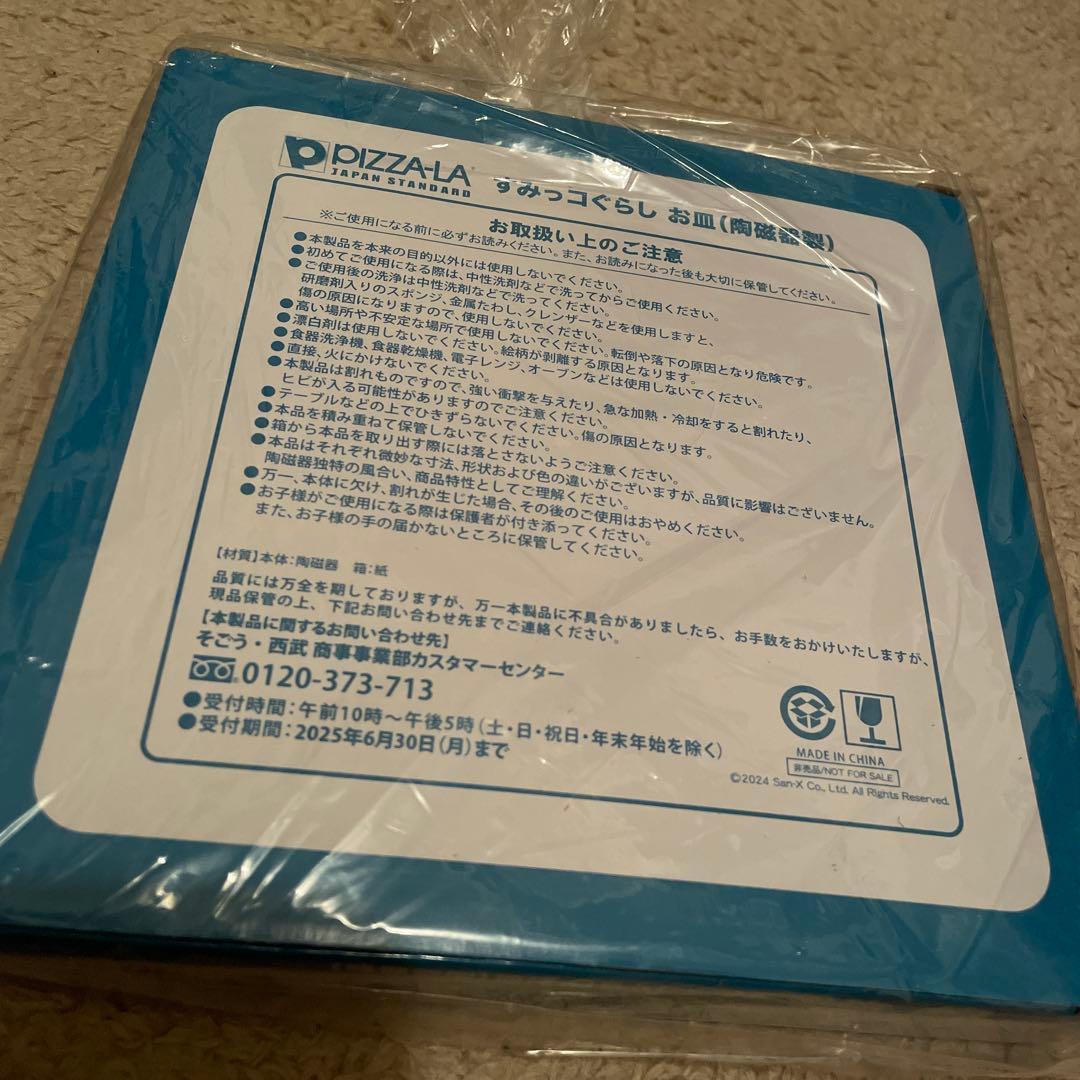 PIZZA-LA
JAPAN STANDARD
すみっコぐらし お皿(陶磁器製)
お取扱い上のご注意
※ご使用になる前に必ずお読みください。また、お読みになった後も大切に保管してください。
●本製品を本来の目的以外には使用しないでください。
●初めてご使用になる際は、中性洗剤などで洗ってからご使用ください。
●ご使用後の洗浄は中性洗剤などで洗ってください。
研磨剤入りのスポンジ、金属たわし、クレンザーなどを使用しますと、
傷の原因になりますので、使用しないでください。
●高い場所や不安定な場所で使用しないでください。転倒や落下の原因となり危険です。
●漂白剤は使用しないでください。絵柄が剥離する原因となります。
●食器洗浄機、食器乾燥機、電子レンジ、オーブンなどは使用しないでください。
●直接、火にかけないでください。
●本製品は割れものですので、強い衝撃を与えたり、急な加熱・冷却をすると割れたり、
ヒビが入る可能性がありますのでご注意ください。
●テーブルなどの上でひきずらないでください。傷の原因となります。
●本品を積み重ねて保管しないでください。
●箱から本品を取り出す際には落とさないようご注意ください。
●本品はそれぞれ微妙な寸法、形状および色の違いがございますが、品質に影響はございません。
陶磁器独特の風合い、商品特性としてご理解ください。
●万一、本体に欠け、割れが生じた場合、その後のご使用はおやめください。
●お子様がご使用になる際は保護者が付き添ってください。
また、お子様の手の届かないところに保管してください。
【材質】本体:陶磁器 箱:紙
品質には万全を期しておりますが、万一本製品に不具合がありましたら、お手数をおかけいたしますが、
現品保管の上、下記お問い合わせ先までご連絡ください。
【本製品に関するお問い合わせ先】
そごう・西武 商事事業部カスタマーセンター
0120-373-713
●受付時間:午前10時~午後5時(土・日・祝日・年末年始を除く)
●受付期間:2025年6月30日(月)まで
MADE IN CHINA
非売品/NOT FOR SALE
©2024 San-X Co., Ltd. All Rights Reserved.